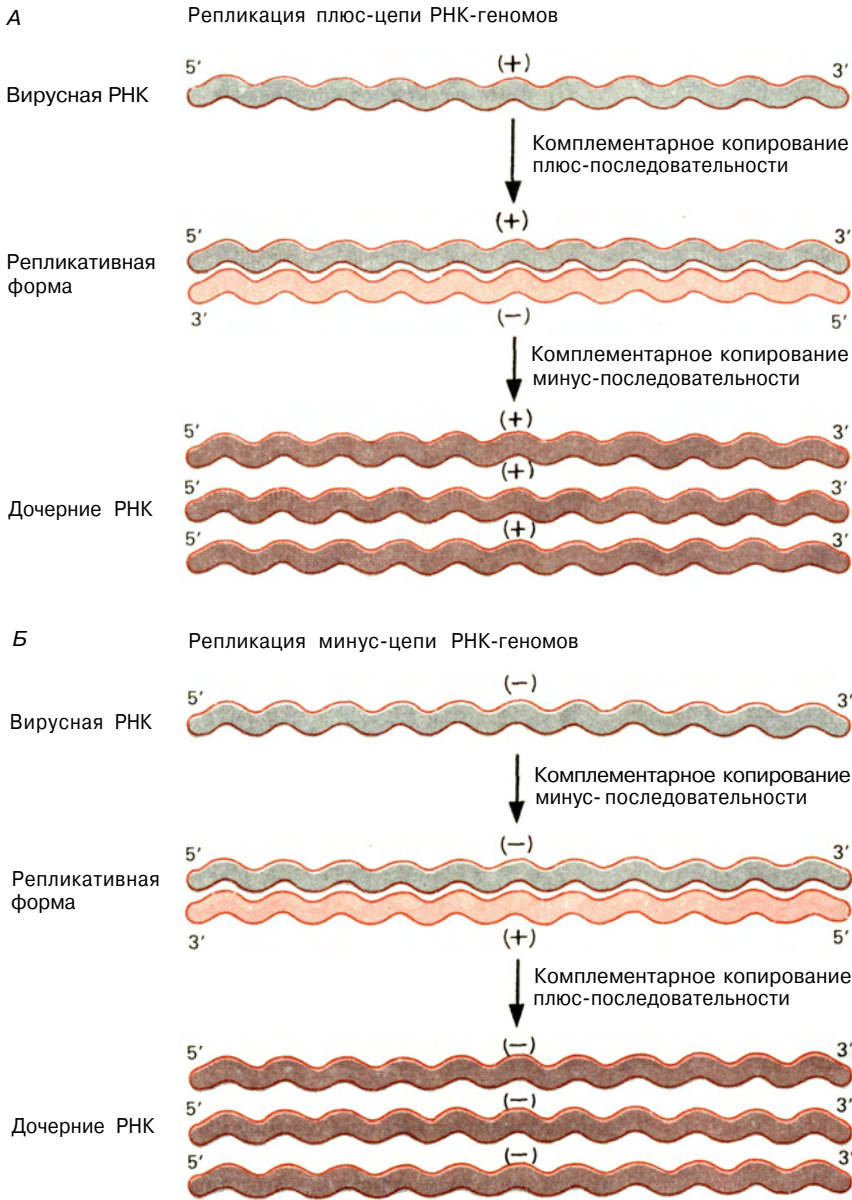 А Репликация плюс-цепи РНК-геномов
5′ (+) 3′
Вирусная РНК
Комплементарное копирование
плюс-последовательности
5′ (+) 3′
Репликативная
форма
3′ (−) 5′
Комплементарное копирование
минус-последовательности
5′ (+) 3′
(+)
5′ 3′
Дочерние РНК
5′ (+) 3′
Б Репликация минус-цепи РНК-геномов
5′ (−) 3′
Вирусная РНК
Комплементарное копирование
минус-последовательности
5′ (−) 3′
Репликативная
форма
3′ (+) 5′
Комплементарное копирование
плюс-последовательности
5′ (−) 3′
5′ (−) 3′
Дочерние РНК
5′ (−) 3′